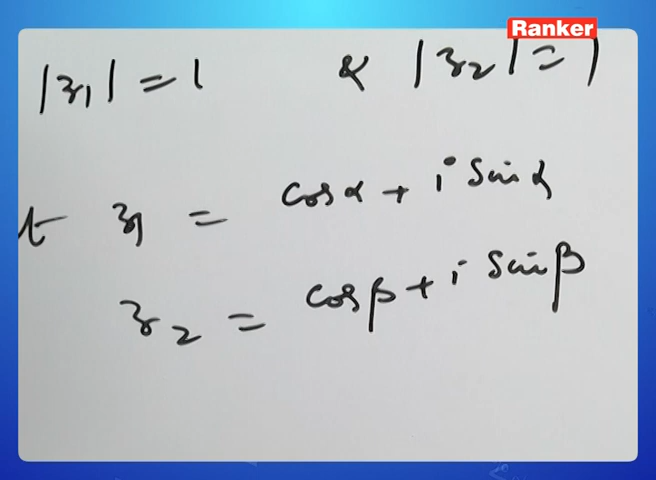 Ranker
|z₁| = 1 & |z₂| = 1
t z₁ = cosα + i sinα
z₂ = cosβ + i sinβ